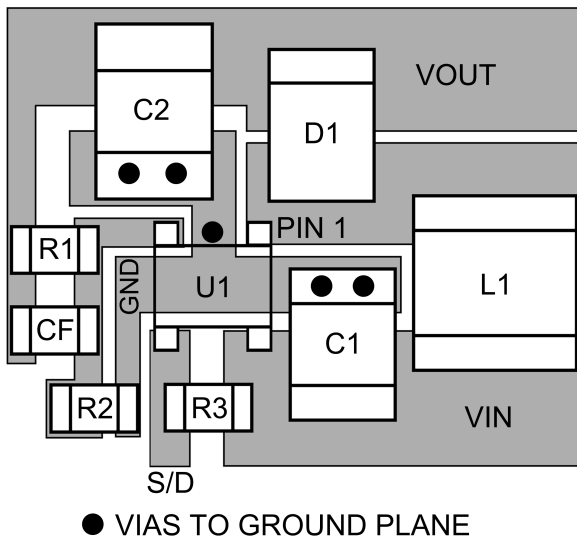 VOUT
C2
D1
PIN 1
R1
GND
U1
L1
CF
C1
R2
R3
VIN
S/D
VIAS TO GROUND PLANE